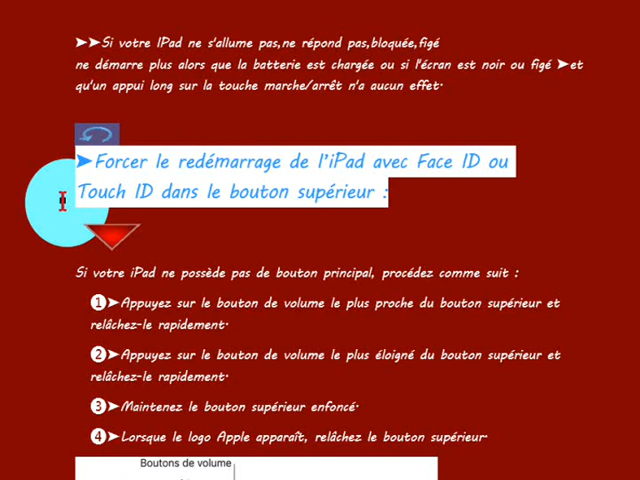 ➤➤Si votre IPad ne s'allume pas,ne répond pas,bloquée,figé
ne démarre plus alors que la batterie est chargée ou si l'écran est noir ou figé ➤et
qu'un appui long sur la touche marche/arrêt n'a aucun effet.
➤Forcer le redémarrage de l'iPad avec Face ID ou
Touch ID dans le bouton supérieur :
Si votre iPad ne possède pas de bouton principal, procédez comme suit :
❶➤Appuyez sur le bouton de volume le plus proche du bouton supérieur et
relâchez-le rapidement.
❷➤Appuyez sur le bouton de volume le plus éloigné du bouton supérieur et
relâchez-le rapidement.
❸➤Maintenez le bouton supérieur enfoncé.
❹➤Lorsque le logo Apple apparaît, relâchez le bouton supérieur.
Boutons de volume